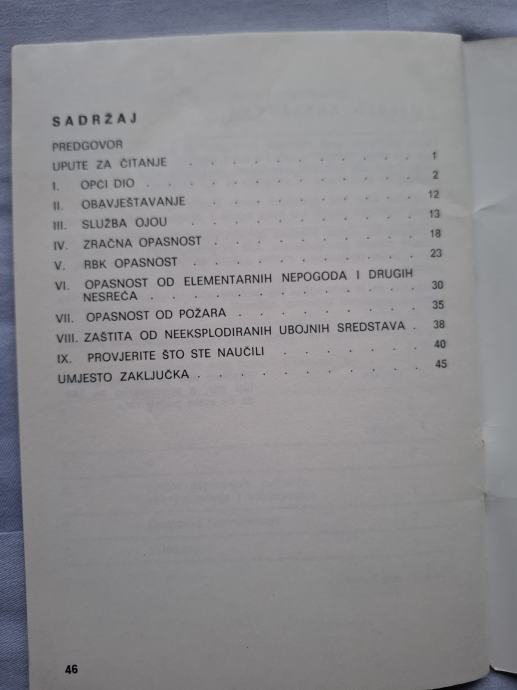 SADRŽAJ
PREDGOVOR
UPUTE ZA ČITANJE . . . . . . . . . . . 1
I. OPĆI DIO . . . . . . . . . . . . . 2
II. OBAVJEŠTAVANJE . . . . . . . . . . 12
III. SLUŽBA OJOU . . . . . . . . . . . 13
IV. ZRAČNA OPASNOST . . . . . . . . . 18
V. RBK OPASNOST . . . . . . . . . . . 23
VI. OPASNOST OD ELEMENTARNIH NEPOGODA I DRUGIH
NESREĆA . . . . . . . . . . . . . 30
VII. OPASNOST OD POŽARA . . . . . . . . 35
VIII. ZAŠTITA OD NEEKSPLODIRANIH UBOJNIH SREDSTAVA . 38
IX. PROVJERITE ŠTO STE NAUČILI . . . . . . 40
UMJESTO ZAKLJUČKA . . . . . . . . . . 45
46